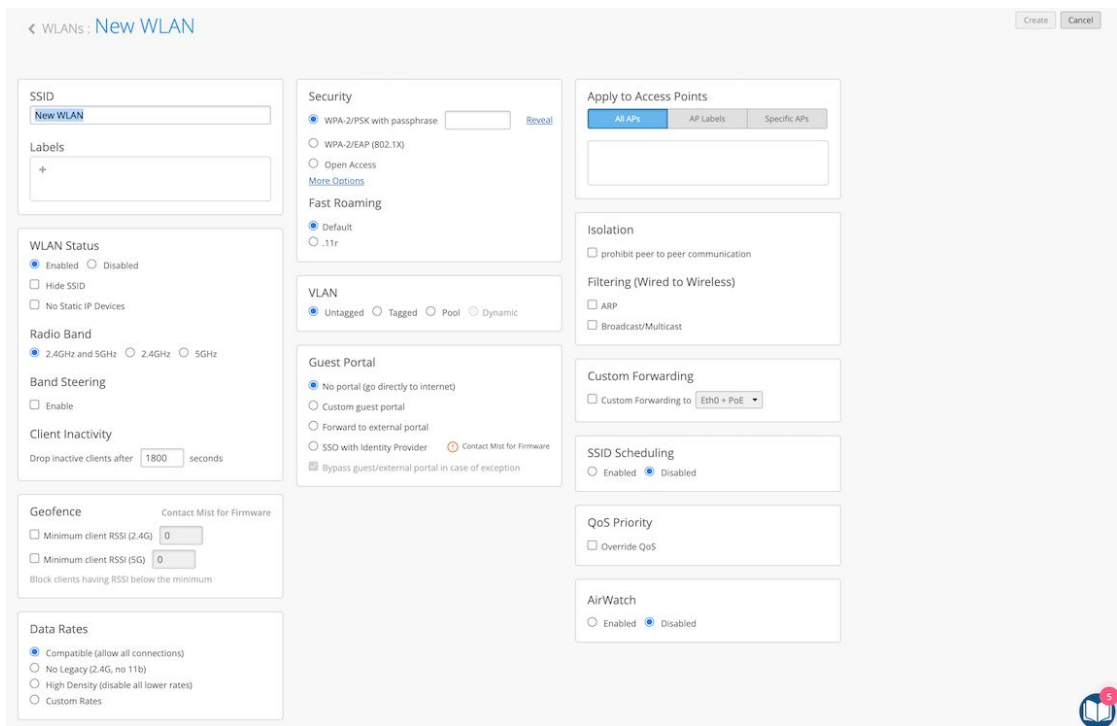 WLANs : New WLAN
Create Cancel
SSID
New WLAN
Labels
+
WLAN Status
Enabled Disabled
Hide SSID
No Static IP Devices
Radio Band
2.4GHz and 5GHz 2.4GHz 5GHz
Band Steering
Enable
Client Inactivity
Drop inactive clients after 1800 seconds
Geofence Contact Mist for Firmware
Minimum client RSSI (2.4G) 0
Minimum client RSSI (5G) 0
Block clients having RSSI below the minimum
Data Rates
Compatible (allow all connections)
No Legacy (2.4G, no 11b)
High Density (disable all lower rates)
Custom Rates
Security
WPA-2/PSK with passphrase Reveal
WPA-2/EAP (802.1X)
Open Access
More Options
Fast Roaming
Default
.11r
VLAN
Untagged Tagged Pool Dynamic
Guest Portal
No portal (go directly to internet)
Custom guest portal
Forward to external portal
SSO with Identity Provider Contact Mist for Firmware
Bypass guest/external portal in case of exception
Apply to Access Points
All APs AP Labels Specific APs
Isolation
prohibit peer to peer communication
Filtering (Wired to Wireless)
ARP
Broadcast/Multicast
Custom Forwarding
Custom Forwarding to Eth0 + PoE
SSID Scheduling
Enabled Disabled
QoS Priority
Override QoS
AirWatch
Enabled Disabled
5